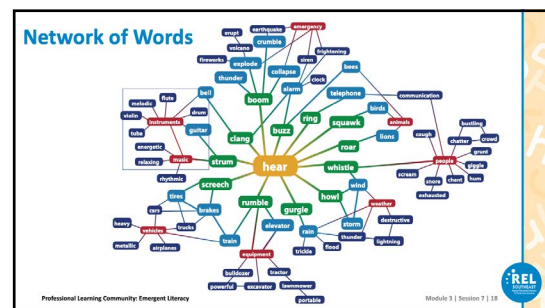 Network of Words
erupt
earthquake
emergency
volcano
crumble
frightening
fireworks
explode
siren
bees
thunder
collapse
clock
bell
alarm
telephone
communication
melodic
flute
boom
birds
bustling
violin
instruments
drum
ring
squawk
animals
cough
chatter
crowd
tuba
guitar
clang
buzz
lions
grunt
energetic
roar
people
giggle
relaxing
music
strum
hear
whistle
scream
hum
rhythmic
snore
chant
screech
wind
exhausted
tires
howl
weather
cars
brakes
rumble
gurgle
destructive
heavy
trucks
elevator
rain
storm
vehicles
thunder
lightning
metallic
airplanes
train
flood
trickle
equipment
bulldozer
tractor
powerful
excavator
lawnmower
portable
Professional Learning Community: Emergent Literacy
Module 3 | Session 7 | 18
REL
SOUTHEAST